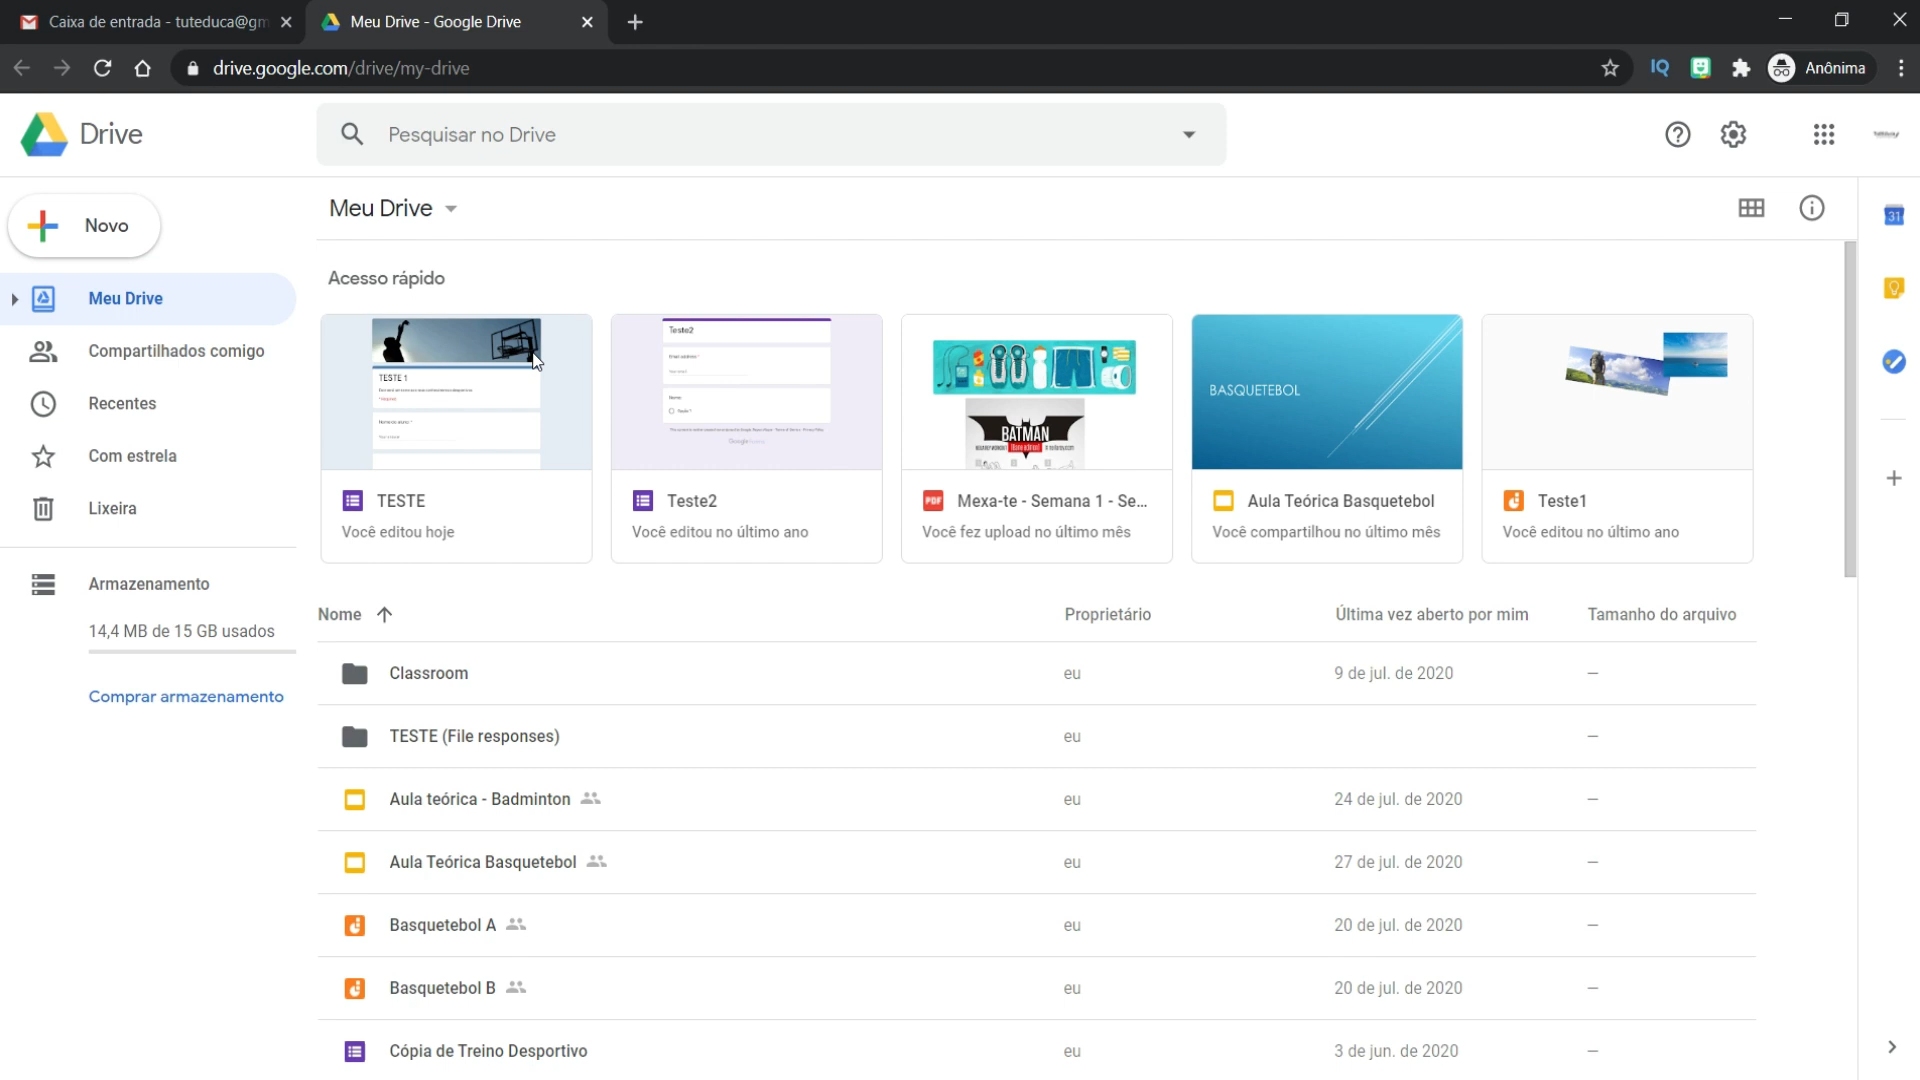 Caixa de entrada - tuteduca@gm
Meu Drive - Google Drive
drive.google.com/drive/my-drive
IQ
Anônima
Drive
Pesquisar no Drive
Novo
Meu Drive
31
Meu Drive
Compartilhados comigo
Recentes
Com estrela
Lixeira
Armazenamento
14,4 MB de 15 GB usados
Comprar armazenamento
Acesso rápido
TESTE 1
Teste2
BATMAN
BASQUETEBOL
TESTE
Você editou hoje
Teste2
Você editou no último ano
PDF
Mexa-te - Semana 1 - Se...
Você fez upload no último mês
Aula Teórica Basquetebol
Você compartilhou no último mês
Teste1
Você editou no último ano
Nome Proprietário Última vez aberto por mim Tamanho do arquivo
Classroom eu 9 de jul. de 2020 —
TESTE (File responses) eu —
Aula teórica - Badminton eu 24 de jul. de 2020 —
Aula Teórica Basquetebol eu 27 de jul. de 2020 —
Basquetebol A eu 20 de jul. de 2020 —
Basquetebol B eu 20 de jul. de 2020 —
Cópia de Treino Desportivo eu 3 de jun. de 2020 —